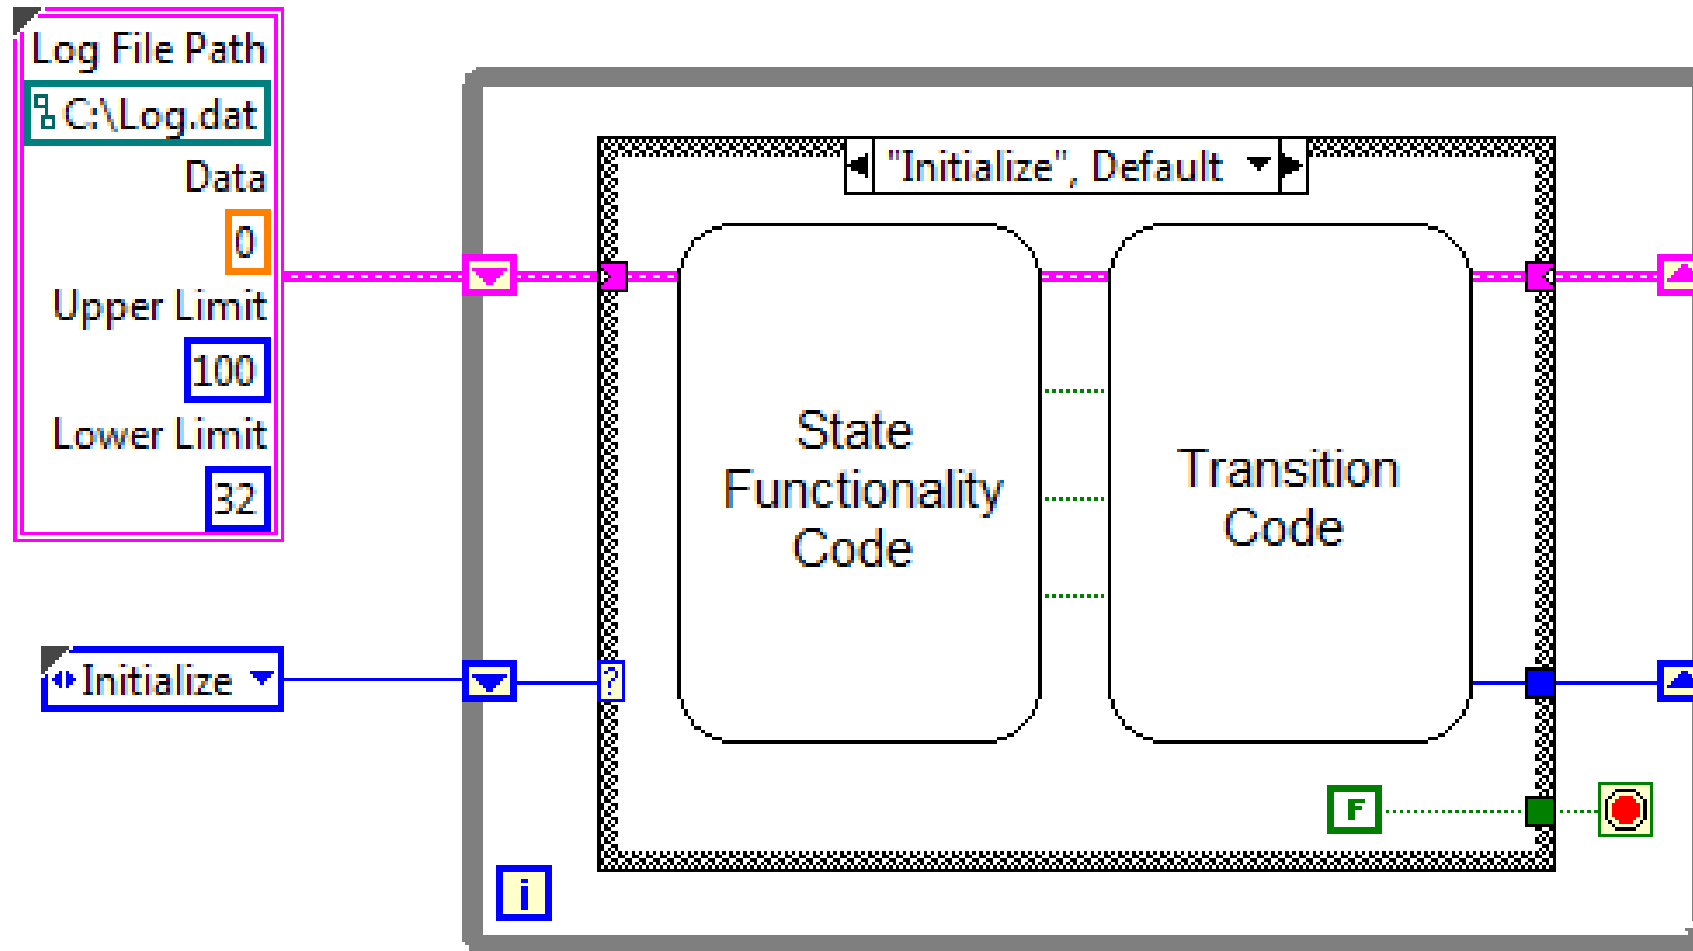 Log File Path
C:\Log.dat
Data
0
Upper Limit
100
Lower Limit
32
Initialize
"Initialize", Default
State
Functionality
Code
Transition
Code
?
F
i